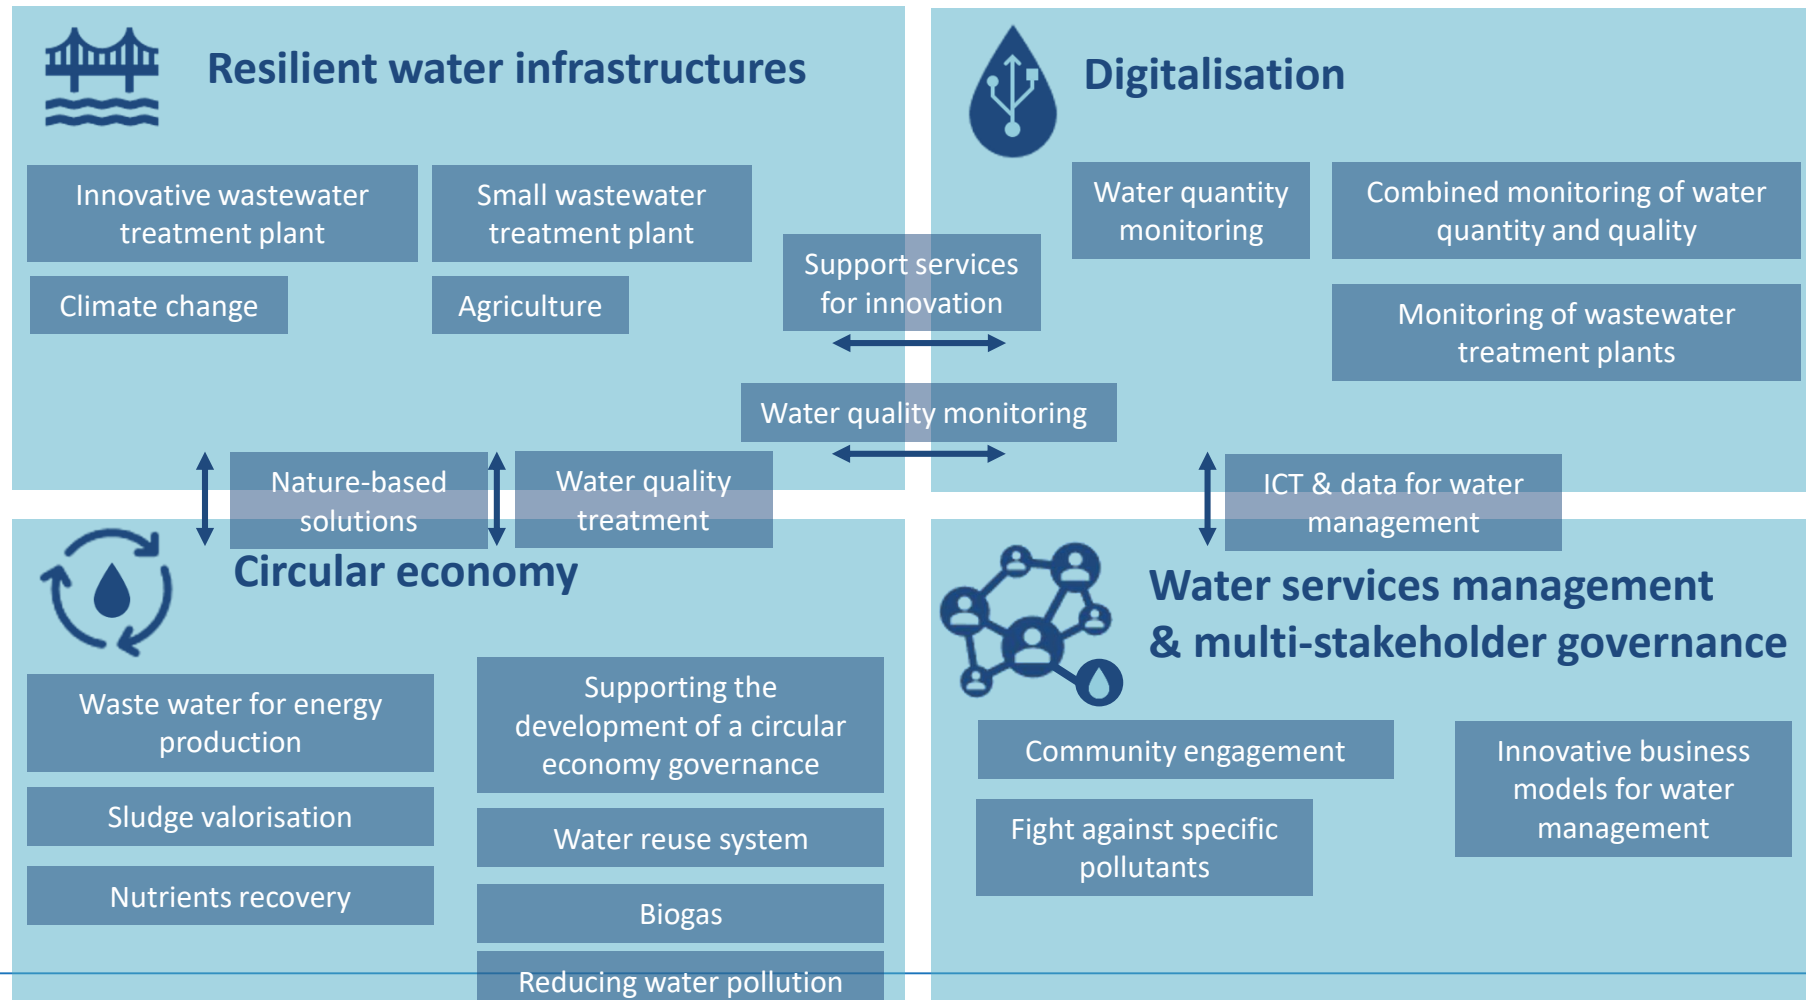 Resilient water infrastructures
Innovative wastewater
treatment plant
Small wastewater
treatment plant
Climate change
Agriculture
Digitalisation
Water quantity
monitoring
Combined monitoring of water
quantity and quality
Monitoring of wastewater
treatment plants
Support services
for innovation
Water quality monitoring
Nature-based
solutions
Water quality
treatment
ICT & data for water
management
Circular economy
Waste water for energy
production
Sludge valorisation
Nutrients recovery
Supporting the
development of a circular
economy governance
Water reuse system
Biogas
Reducing water pollution
Water services management
& multi-stakeholder governance
Community engagement
Fight against specific
pollutants
Innovative business
models for water
management